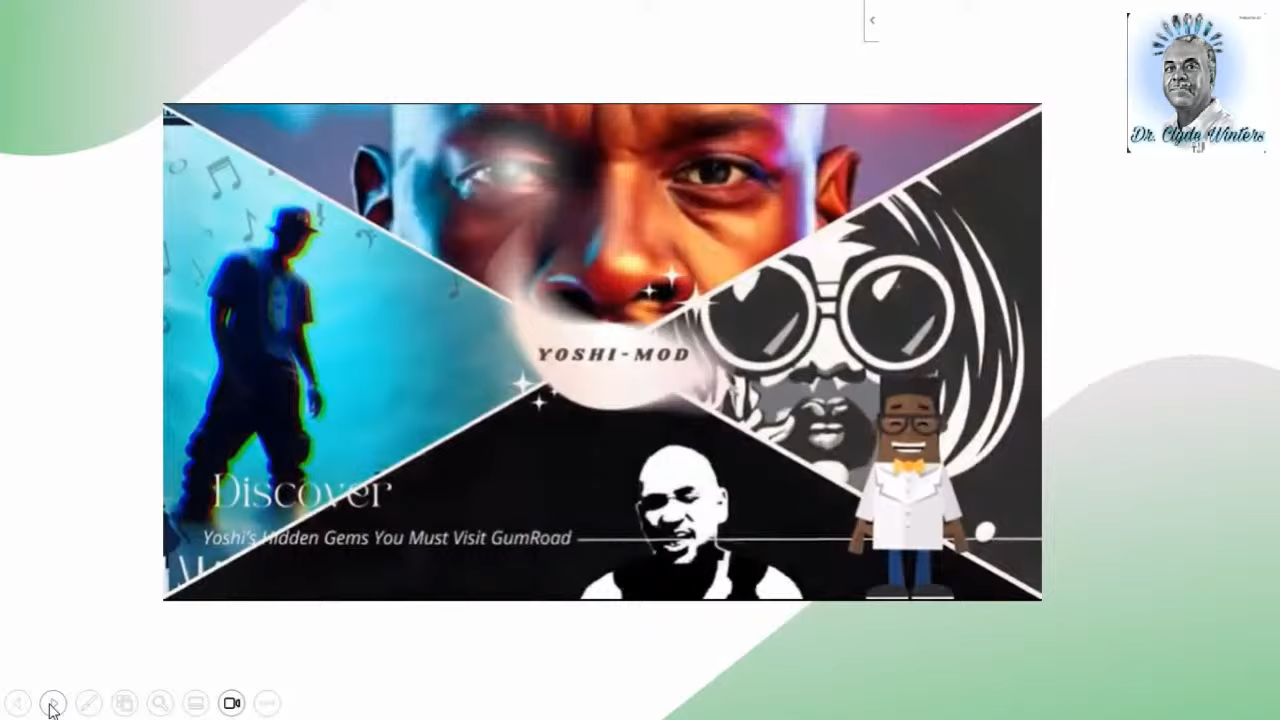 Dr. Clyde Winters
YOSHI-MOD
Discover
Yoshi's Hidden Gems You Must Visit GumRoad